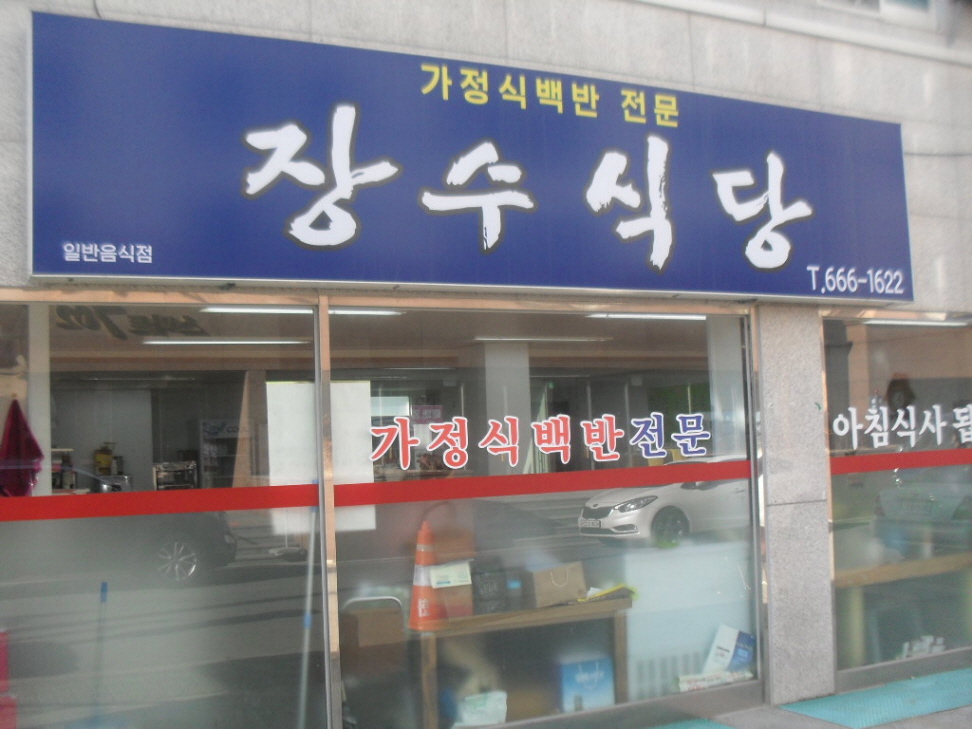 가정식백반 전문
장수식당
일반음식점
T.666-1622
가정식백반전문
아침식사됨